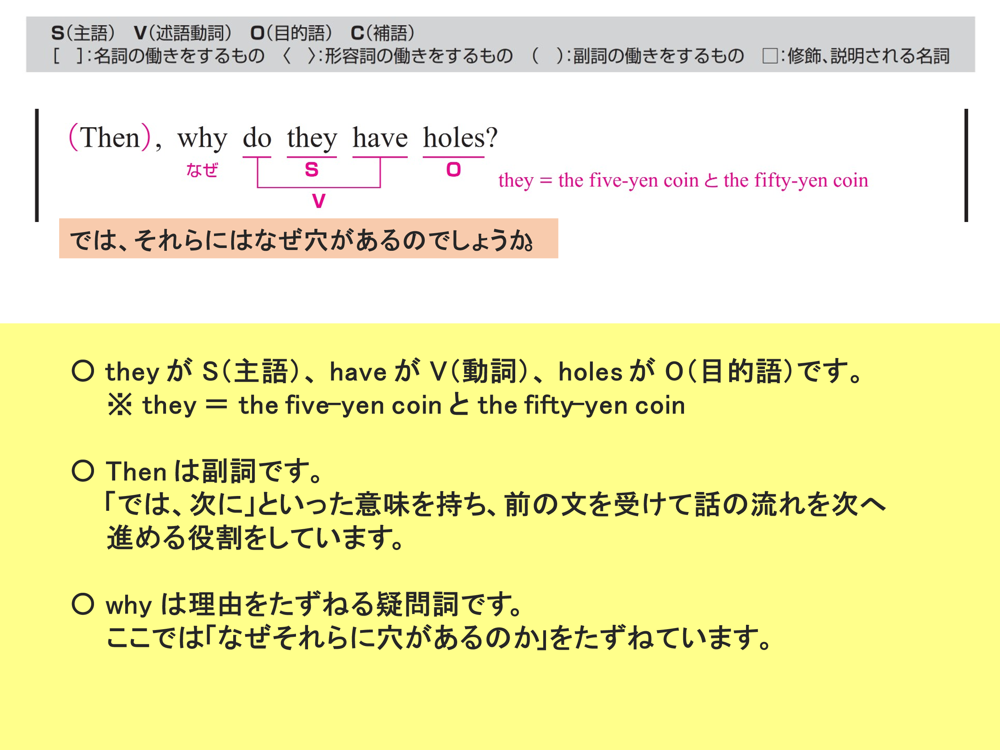 S（主語）　V（述語動詞）　O（目的語）　C（補語）
［　］：名詞の働きをするもの　〈　〉：形容詞の働きをするもの　（　）：副詞の働きをするもの　□：修飾、説明される名詞
（Then）, why do they have holes?
なぜ S O
they = the five-yen coin と the fifty-yen coin
V
では、それらにはなぜ穴があるのでしょうか。
○ they が S（主語）、have が V（動詞）、holes が O（目的語）です。
※ they ＝ the five-yen coin と the fifty-yen coin
○ Then は副詞です。
「では、次に」といった意味を持ち、前の文を受けて話の流れを次へ
進める役割をしています。
○ why は理由をたずねる疑問詞です。
ここでは「なぜそれらに穴があるのか」をたずねています。